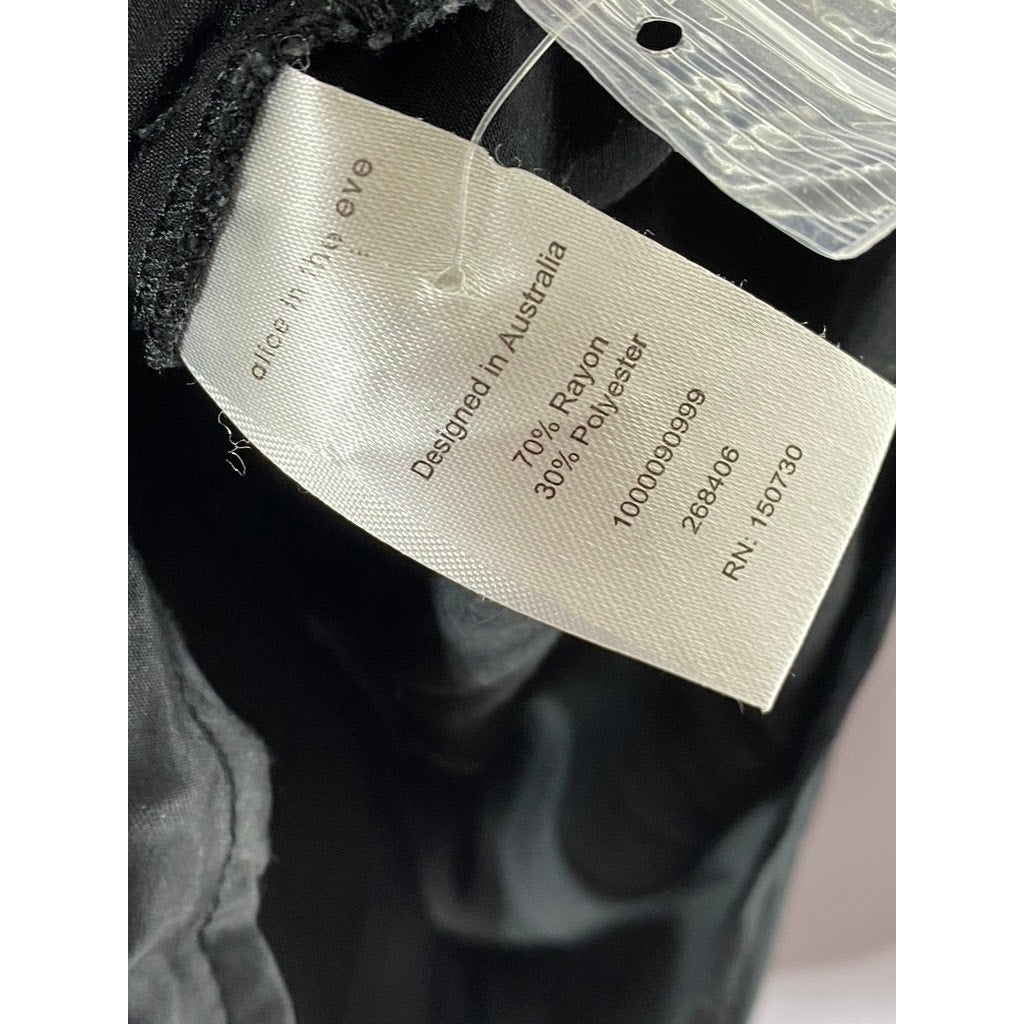 alice in the eve
Designed in Australia
70% Rayon
30% Polyester
1000090999
268406
RN: 150730